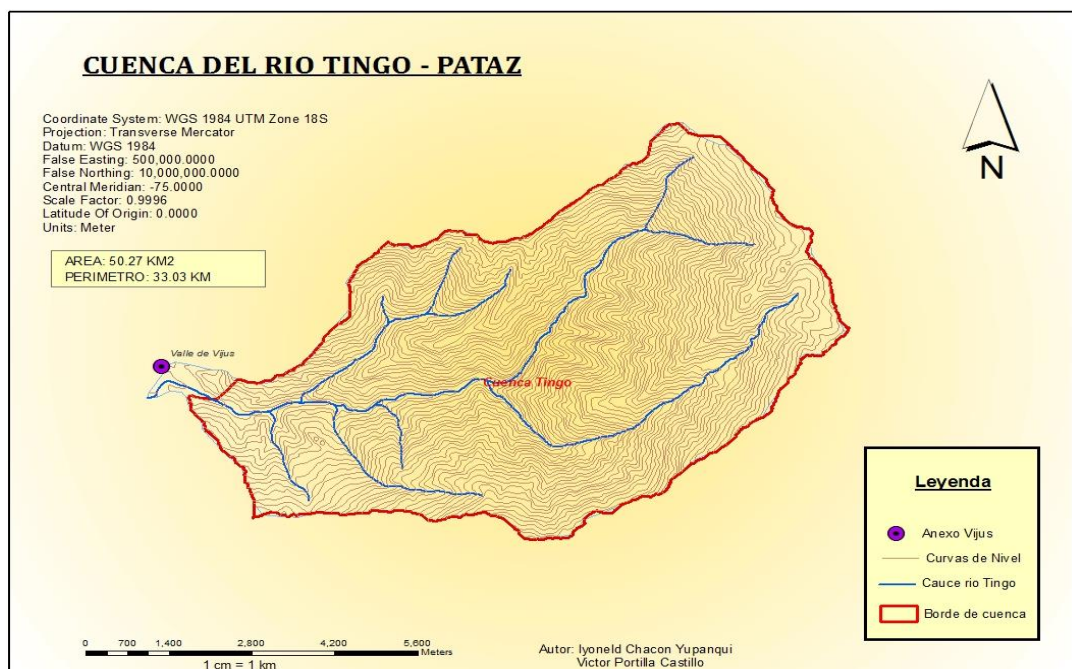 CUENCA DEL RIO TINGO - PATAZ
Coordinate System: WGS 1984 UTM Zone 18S
Projection: Transverse Mercator
Datum: WGS 1984
False Easting: 500,000.0000
False Northing: 10,000,000.0000
Central Meridian: -75.0000
Scale Factor: 0.9996
Latitude Of Origin: 0.0000
Units: Meter
AREA: 50.27 KM2
PERIMETRO: 33.03 KM
N
Valle de Vijus
Cuenca Tingo
Leyenda
Anexo Vijus
Curvas de Nivel
Cauce rio Tingo
Borde de cuenca
0 700 1,400 2,800 4,200 5,600
Meters
1 cm = 1 km
Autor: Iyoneld Chacon Yupanqui
Victor Portilla Castillo